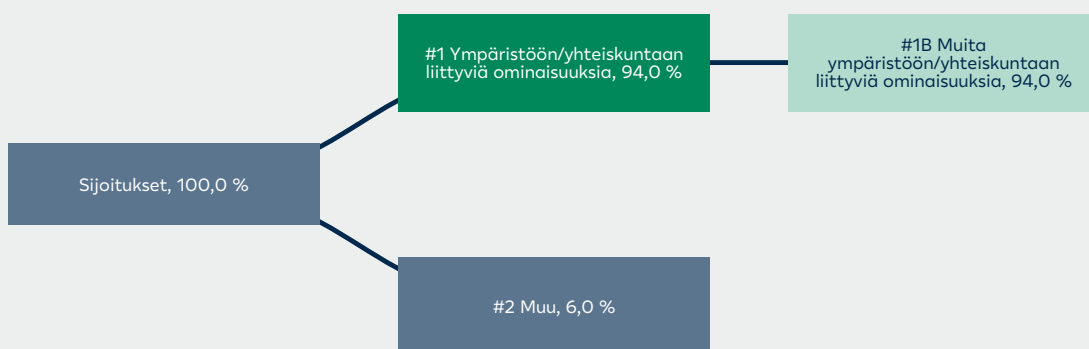 #1 Ympäristöön/yhteiskuntaan
liittyviä ominaisuuksia, 94,0 %
#1B Muita
ympäristöön/yhteiskuntaan
liittyviä ominaisuuksia, 94,0 %
Sijoitukset, 100,0 %
#2 Muu, 6,0 %